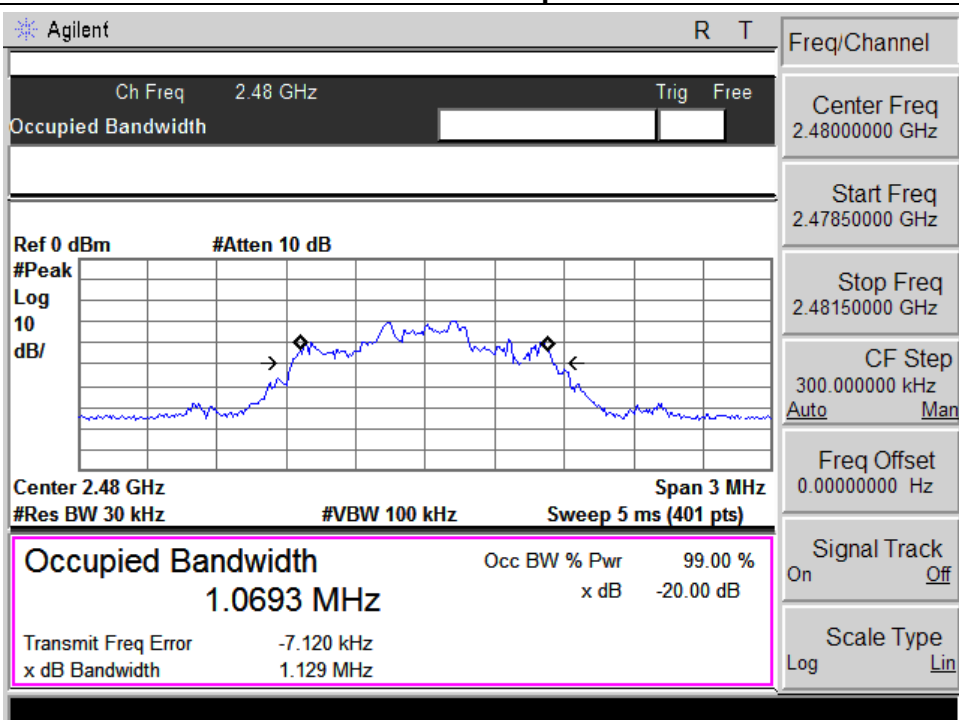 Agilent R T
Freq/Channel
Ch Freq 2.48 GHz Trig Free
Occupied Bandwidth
Center Freq
2.48000000 GHz
Start Freq
2.47850000 GHz
Ref 0 dBm #Atten 10 dB
#Peak
Log
10
dB/
Stop Freq
2.48150000 GHz
CF Step
300.000000 kHz
Auto Man
Freq Offset
0.00000000 Hz
Center 2.48 GHz Span 3 MHz
#Res BW 30 kHz #VBW 100 kHz Sweep 5 ms (401 pts)
Occupied Bandwidth Occ BW % Pwr 99.00 %
1.0693 MHz x dB -20.00 dB
Transmit Freq Error -7.120 kHz
x dB Bandwidth 1.129 MHz
Signal Track
On Off
Scale Type
Log Lin